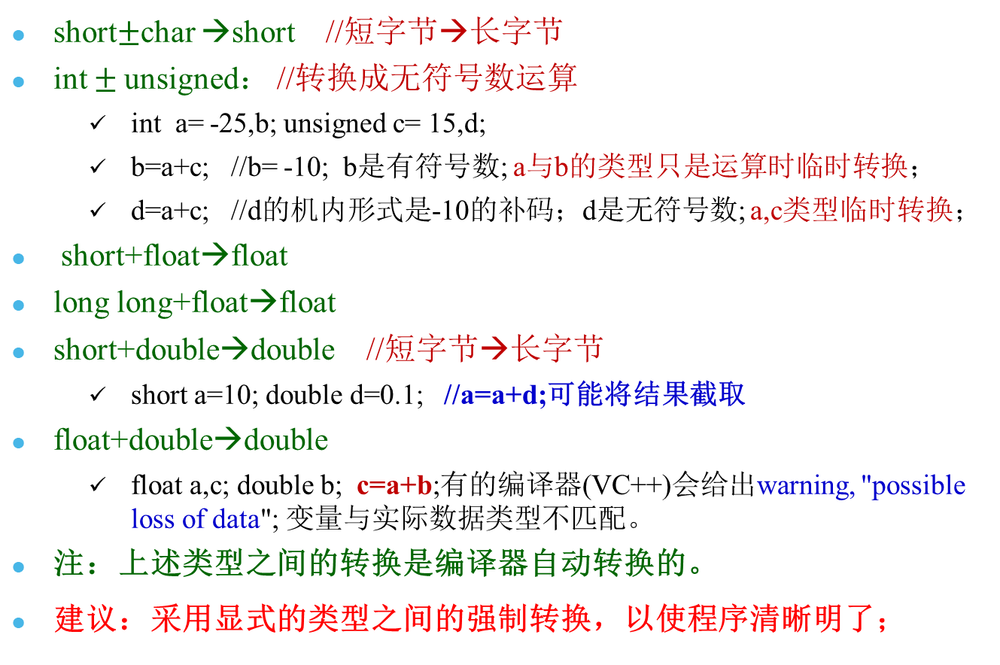 short±char →short //短字节→长字节
int ± unsigned： //转换成无符号数运算
int a= -25,b; unsigned c= 15,d;
b=a+c; //b= -10; b是有符号数; a与b的类型只是运算时临时转换；
d=a+c; //d的机内形式是-10的补码；d是无符号数; a,c类型临时转换；
short+float→float
long long+float→float
short+double→double //短字节→长字节
short a=10; double d=0.1; //a=a+d;可能将结果截取
float+double→double
float a,c; double b; c=a+b;有的编译器(VC++)会给出warning, "possible
loss of data"; 变量与实际数据类型不匹配。
注：上述类型之间的转换是编译器自动转换的。
建议：采用显式的类型之间的强制转换，以使程序清晰明了；